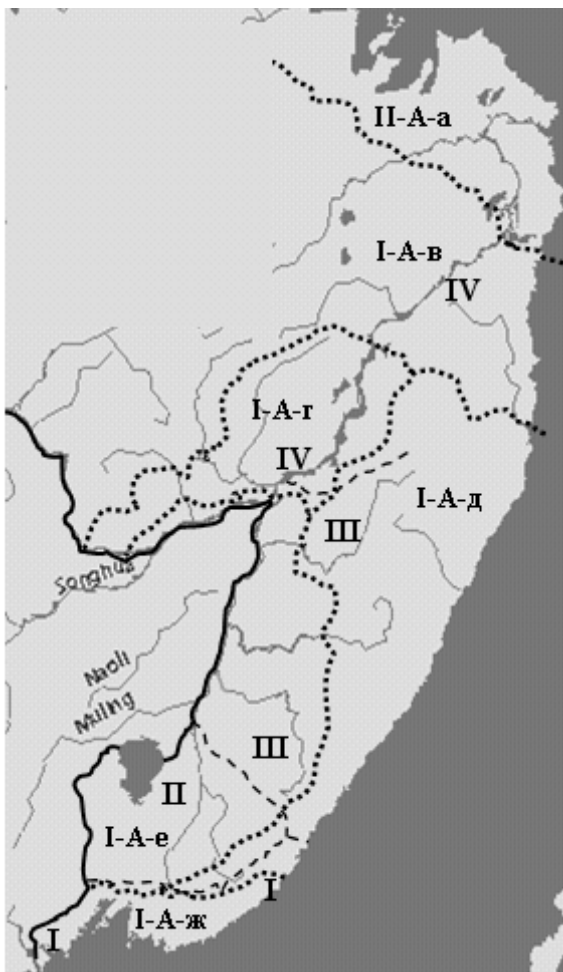 II-А-а
I-А-в
IV
I-А-г
IV
I-А-д
III
Songhua
Naoli
Muling
III
II
I-А-е
I
I-А-ж
I